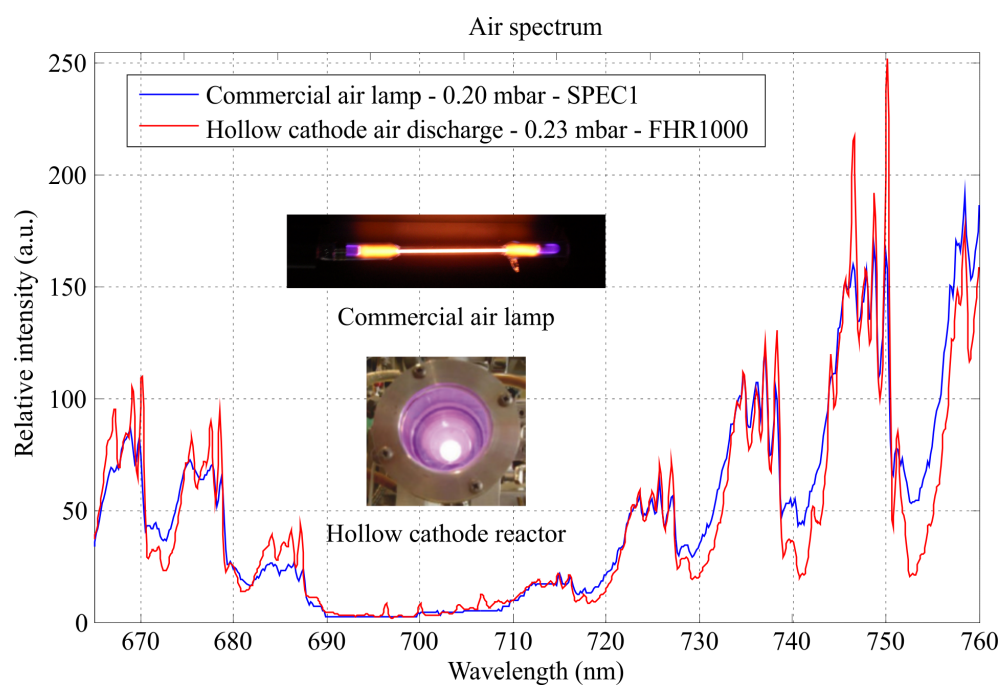 Air spectrum
250
200
150
100
50
0
Relative intensity (a.u.)
Commercial air lamp - 0.20 mbar - SPEC1
Hollow cathode air discharge - 0.23 mbar - FHR1000
Commercial air lamp
Hollow cathode reactor
670 680 690 700 710 720 730 740 750 760
Wavelength (nm)